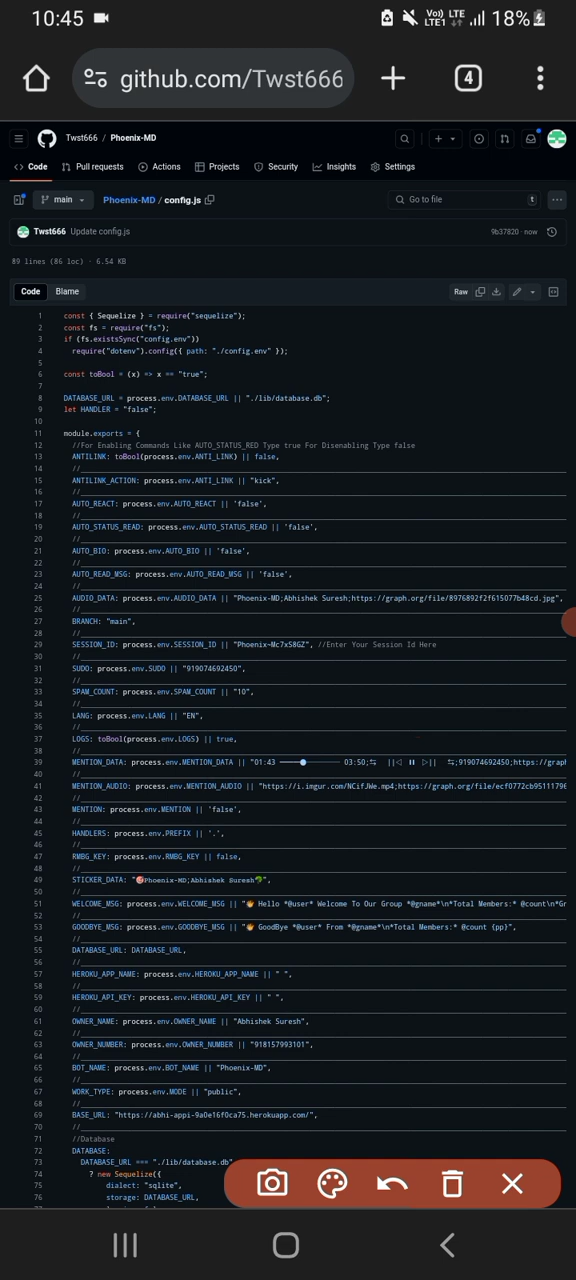 10:45 Vo) LTE LTE1 18%
github.com/Twst666 4
Twst666 / Phoenix-MD
Code Pull requests Actions Projects Security Insights Settings
main Phoenix-MD / config.js Go to file t
Twst666 Update config.js 9b37820 · now
89 lines (86 loc) · 6.54 KB
Code Blame Raw
1 const { Sequelize } = require("sequelize");
2 const fs = require("fs");
3 if (fs.existsSync("config.env"))
4 require("dotenv").config({ path: "./config.env" });
5
6 const toBool = (x) => x == "true";
7
8 DATABASE_URL = process.env.DATABASE_URL || "./lib/database.db";
9 let HANDLER = "false";
10
11 module.exports = {
12 //For Enabling Commands Like AUTO_STATUS_RED Type true For Disenabling Type false
13 ANTILINK: toBool(process.env.ANTI_LINK) || false,
14 //
15 ANTILINK_ACTION: process.env.ANTI_LINK || "kick",
16 //
17 AUTO_REACT: process.env.AUTO_REACT || 'false',
18 //
19 AUTO_STATUS_READ: process.env.AUTO_STATUS_READ || 'false',
20 //
21 AUTO_BIO: process.env.AUTO_BIO || 'false',
22 //
23 AUTO_READ_MSG: process.env.AUTO_READ_MSG || 'false',
24 //
25 AUDIO_DATA: process.env.AUDIO_DATA || "Phoenix-MD;Abhishek Suresh;https://graph.org/file/8976892f2f615077b48cd.jpg",
26 //
27 BRANCH: "main",
28 //
29 SESSION_ID: process.env.SESSION_ID || "Phoenix~Mc7xS8GZ", //Enter Your Session Id Here
30 //
31 SUDO: process.env.SUDO || "919074692450",
32 //
33 SPAM_COUNT: process.env.SPAM_COUNT || "10",
34 //
35 LANG: process.env.LANG || "EN",
36 //
37 LOGS: toBool(process.env.LOGS) || true,
38 //
39 MENTION_DATA: process.env.MENTION_DATA || "01:43 ━━━━●───── 03:50;⇆ ||◁ ❚❚ ▷|| ⇆;919074692450;https://graph
40 //
41 MENTION_AUDIO: process.env.MENTION_AUDIO || "https://i.imgur.com/NCifJWe.mp4;https://graph.org/file/ecf0772cb95111796
42 //
43 MENTION: process.env.MENTION || 'false',
44 //
45 HANDLERS: process.env.PREFIX || '.',
46 //
47 RMBG_KEY: process.env.RMBG_KEY || false,
48 //
49 STICKER_DATA: "🎯Phoenix-MD;Abhishek Suresh🥦",
50 //
51 WELCOME_MSG: process.env.WELCOME_MSG || "👋 Hello *@user* Welcome To Our Group *@gname*\n*Total Members:* @count\n*Gr
52 //
53 GOODBYE_MSG: process.env.GOODBYE_MSG || "👋 GoodBye *@user* From *@gname*\n*Total Members:* @count {pp}",
54 //
55 DATABASE_URL: DATABASE_URL,
56 //
57 HEROKU_APP_NAME: process.env.HEROKU_APP_NAME || " ",
58 //
59 HEROKU_API_KEY: process.env.HEROKU_API_KEY || " ",
60 //
61 OWNER_NAME: process.env.OWNER_NAME || "Abhishek Suresh",
62 //
63 OWNER_NUMBER: process.env.OWNER_NUMBER || "918157993101",
64 //
65 BOT_NAME: process.env.BOT_NAME || "Phoenix-MD",
66 //
67 WORK_TYPE: process.env.MODE || "public",
68 //
69 BASE_URL: "https://abhi-appi-9a0e16f0ca75.herokuapp.com/",
70 //
71 //Database
72 DATABASE:
73 DATABASE_URL === "./lib/database.db"
74 ? new Sequelize({
75 dialect: "sqlite",
76 storage: DATABASE_URL,